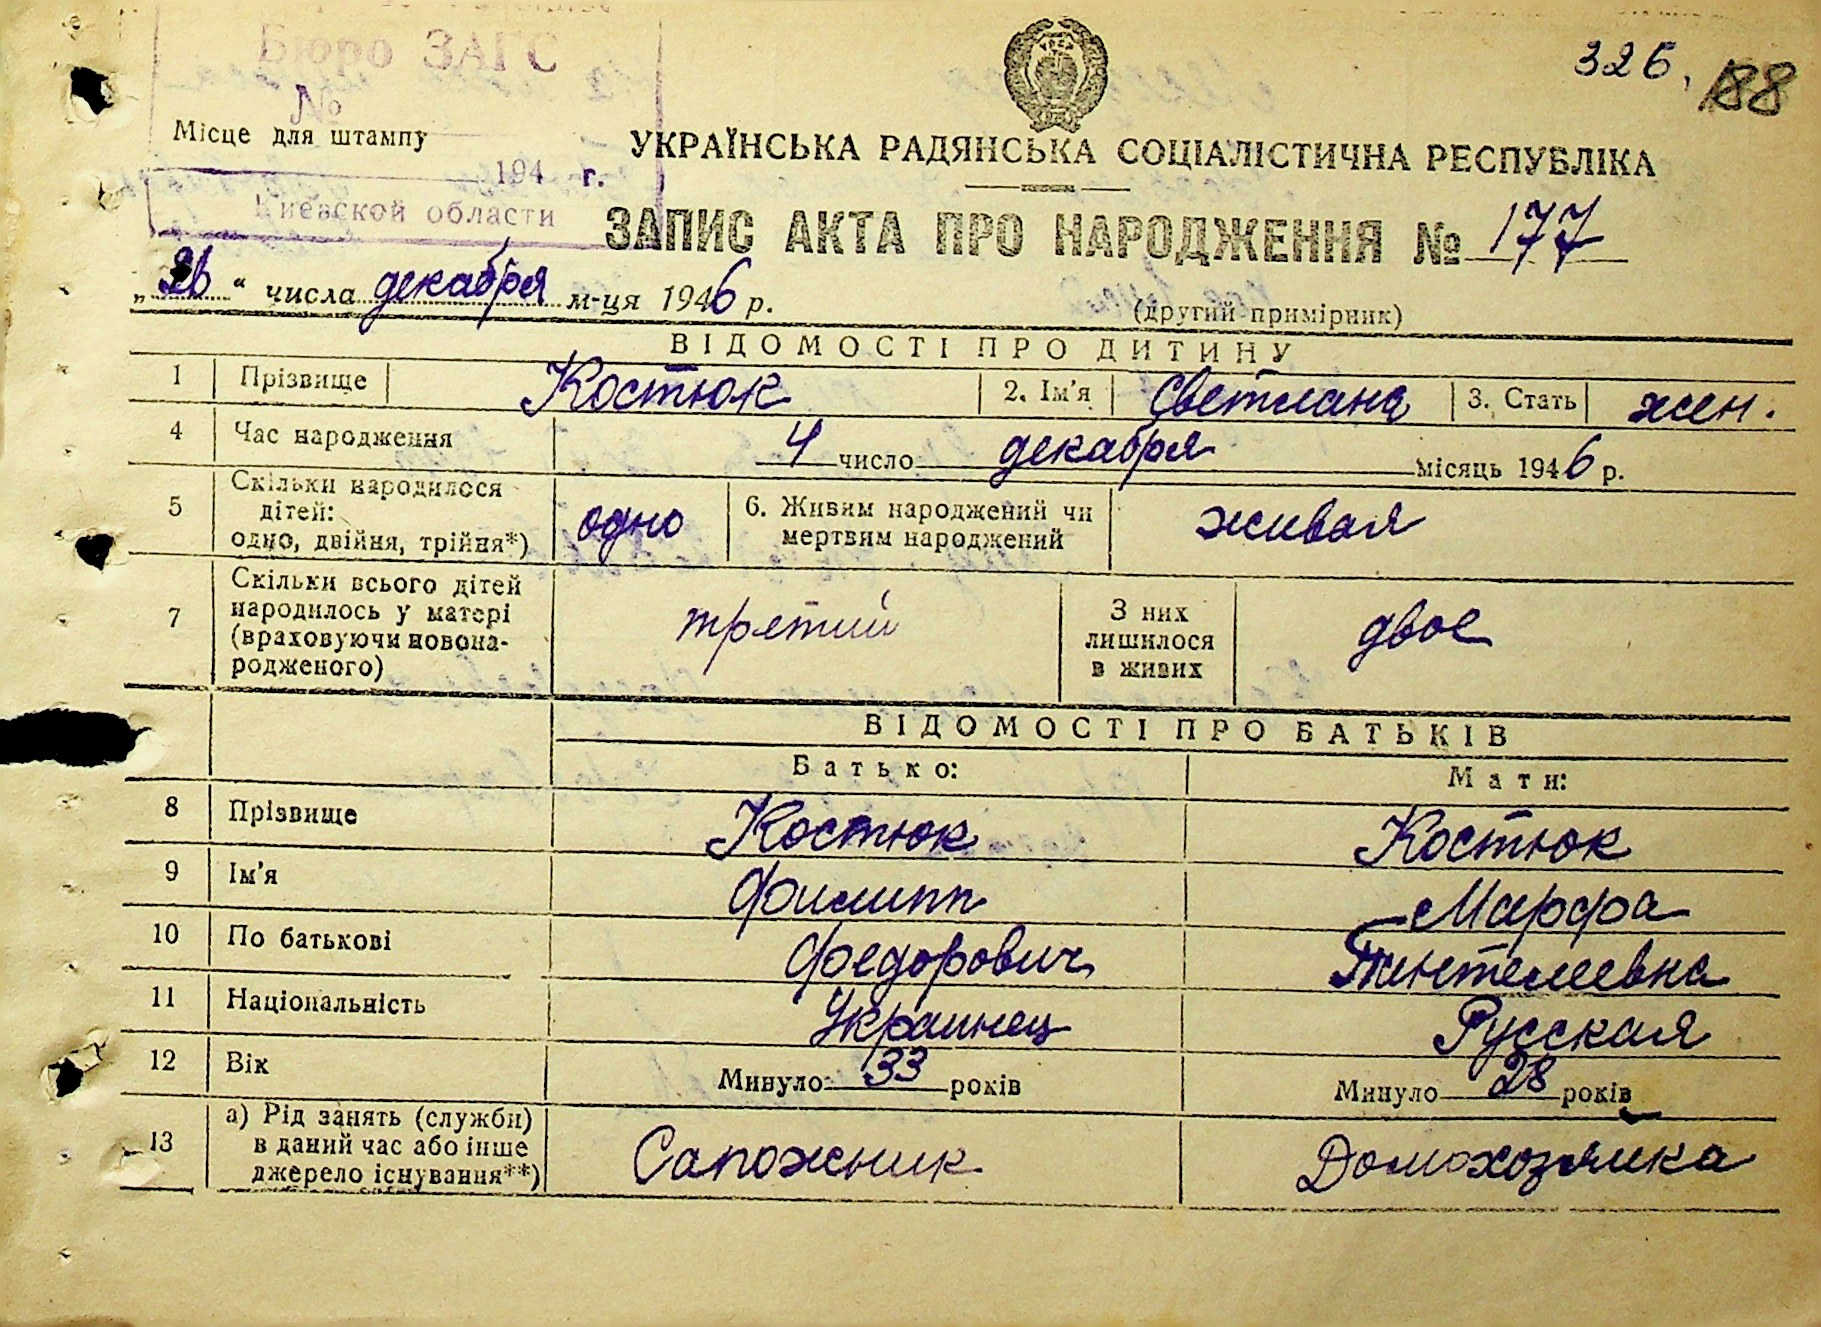 Бюро ЗАГС
№
326, 188
Місце для штампу
194 г.
Киевской области
УРСР
УКРАЇНСЬКА РАДЯНСЬКА СОЦІАЛІСТИЧНА РЕСПУБЛІКА
ЗАПИС АКТА ПРО НАРОДЖЕННЯ № 177
„26“ числа декабря м-ця 1946 р.
(другий примірник)
ВІДОМОСТІ ПРО ДИТИНУ
1 Прізвище Костюк 2. Ім'я Светлана 3. Стать жен.
4 Час народження 4 число декабря місяць 1946 р.
5 Скільки народилося
дітей:
одно, двійня, трійня*) одно 6. Живим народжений чи
мертвим народжений живая
7 Скільки всього дітей
народилось у матері
(враховуючи новона-
родженого) третий З них
лишилося
в живих двое
ВІДОМОСТІ ПРО БАТЬКІВ
Батько: Мати:
8 Прізвище Костюк Костюк
9 Ім'я Филипп Марфа
10 По батькові Федорович
11 Національність Украинец Русская
12 Вік Минуло 33 років Минуло 28 років
13 а) Рід занять (служби)
в даний час або інше
джерело існування**) Сапожник Домохозяйка